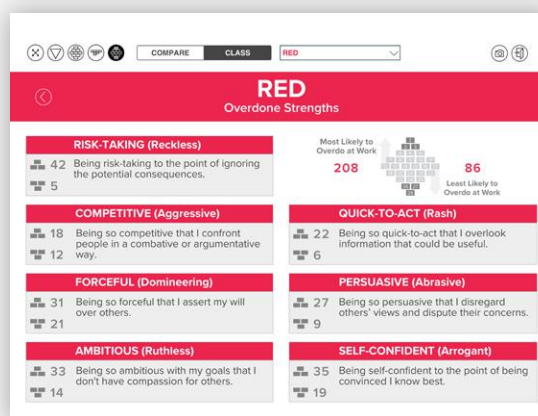 COMPARE CLASS RED
RED
Overdone Strengths
RISK-TAKING (Reckless)
42 Being risk-taking to the point of ignoring
the potential consequences.
5
Most Likely to
Overdo at Work
208
86
Least Likely to
Overdo at Work
COMPETITIVE (Aggressive)
18 Being so competitive that I confront
people in a combative or argumentative
12 way.
QUICK-TO-ACT (Rash)
22 Being so quick-to-act that I overlook
information that could be useful.
6
FORCEFUL (Domineering)
31 Being so forceful that I assert my will
over others.
21
PERSUASIVE (Abrasive)
27 Being so persuasive that I disregard
others' views and dispute their concerns.
9
AMBITIOUS (Ruthless)
33 Being so ambitious with my goals that I
don't have compassion for others.
14
SELF-CONFIDENT (Arrogant)
35 Being self-confident to the point of being
convinced I know best.
19